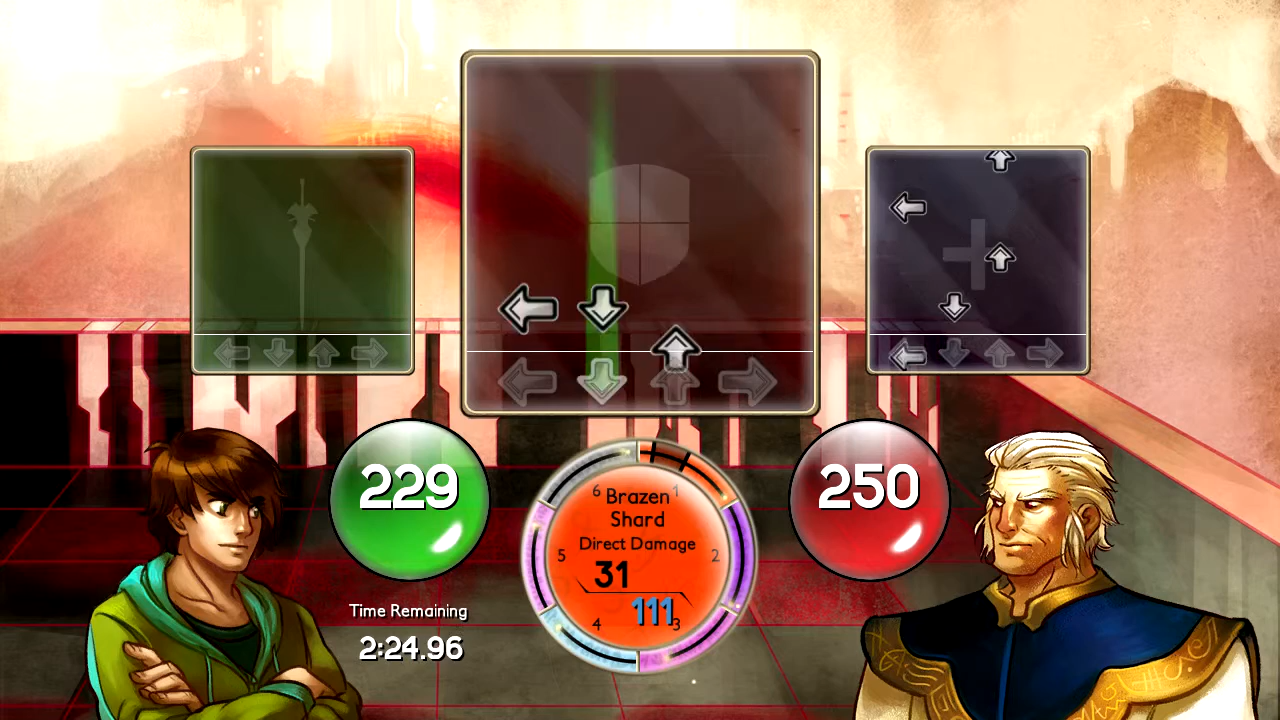 229
250
6
1
Brazen
Shard
Direct Damage
5
2
31
111
4
3
Time Remaining
2:24.96